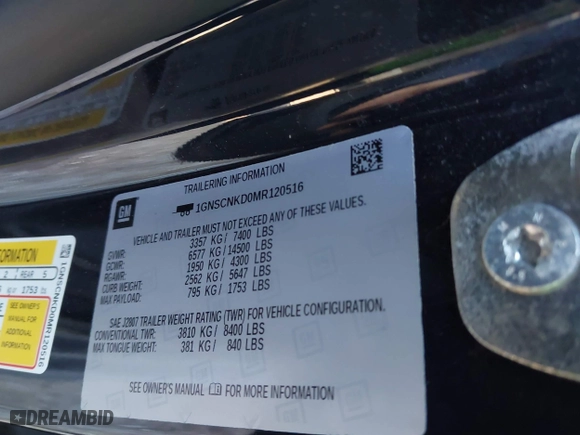 TRAILERING INFORMATION
GM
1GNSCNKD0MR120516
VEHICLE AND TRAILER MUST NOT EXCEED ANY OF THESE VALUES.
GVWR: 3357 KG/ 7400 LBS
GCWR: 6577 KG/14500 LBS
RGAWR: 1950 KG/ 4300 LBS
CURB WEIGHT: 2562 KG/ 5647 LBS
MAX PAYLOAD: 795 KG/ 1753 LBS
SAE J2807 TRAILER WEIGHT RATING (TWR) FOR VEHICLE CONFIGURATION.
CONVENTIONAL TWR: 3810 KG/ 8400 LBS
MAX TONGUE WEIGHT: 381 KG/ 840 LBS
SEE OWNER'S MANUAL FOR MORE INFORMATION
2 REAR 5
1753
SEE OWNER'S
MANUAL FOR
ADDITIONAL
INFORMATION
1GNSCNKD0MR120516
DREAMBID